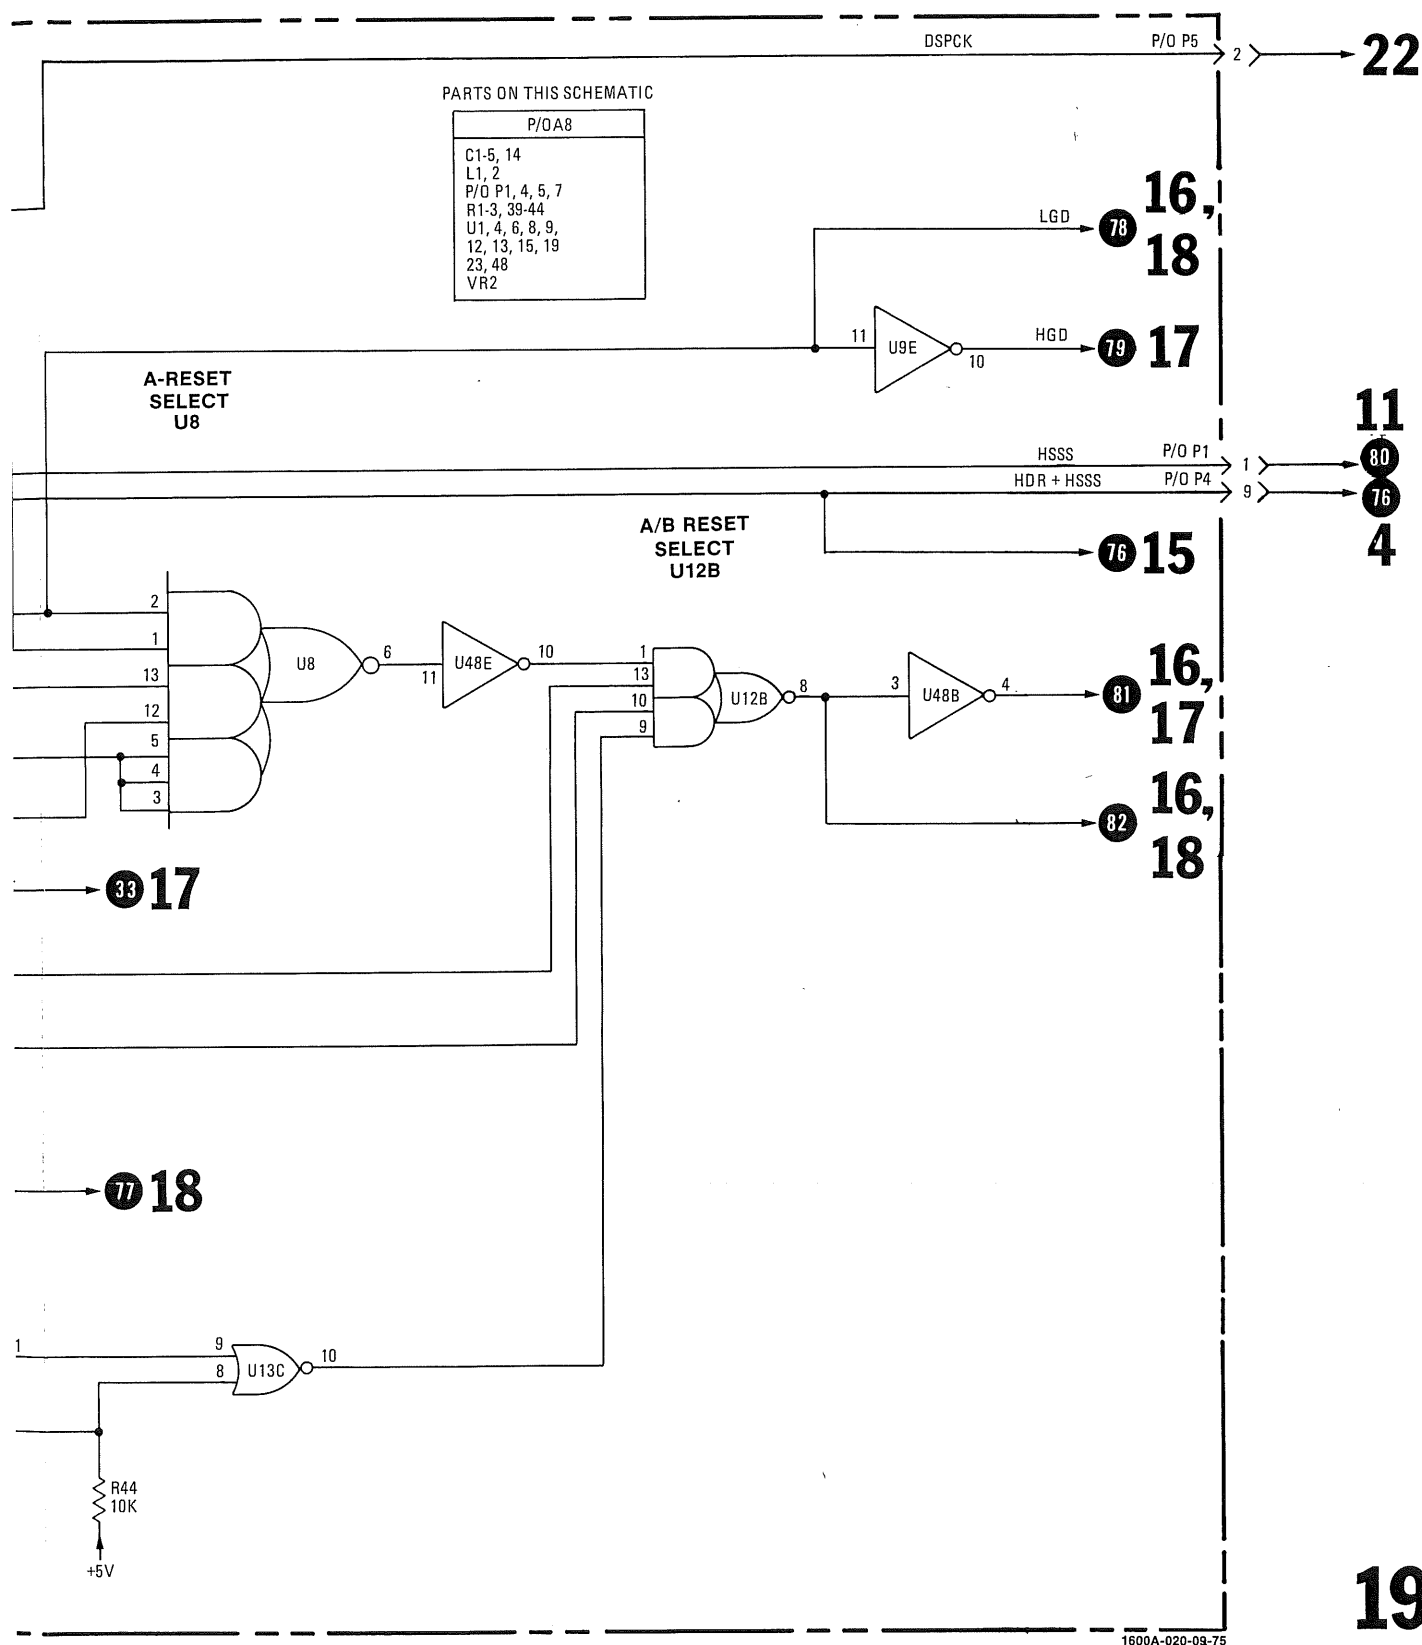 DSPCK P/O P5 2 22
PARTS ON THIS SCHEMATIC
P/OA8
C1-5, 14
L1, 2
P/O P1, 4, 5, 7
R1-3, 39-44
U1, 4, 6, 8, 9,
12, 13, 15, 19
23, 48
VR2
LGD 78 16,
18
11 U9E 10 HGD 79 17
A-RESET
SELECT
U8
11
HSSS P/O P1 1 80
HDR + HSSS P/O P4 9 76
4
A/B RESET
SELECT
U12B
76 15
2
1
13
12
5
4
3
U8 6
11 U48E 10
1
13
10
9
U12B 8
3 U48B 4 81 16,
17
82 16,
18
33 17
77 18
1 9
8
U13C 10
R44
10K
+5V
19
1600A-020-09-75